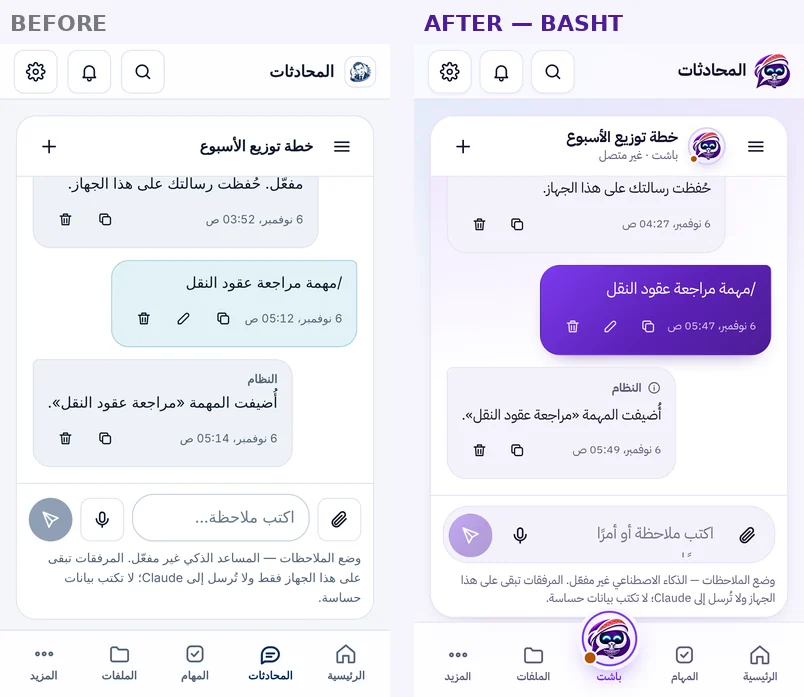 BEFORE
المحادثات
خطة توزيع الأسبوع
مفعّل. حُفظت رسالتك على هذا الجهاز.
6 نوفمبر، 03:52 ص
/مهمة مراجعة عقود النقل
6 نوفمبر، 05:12 ص
النظام
أُضيفت المهمة «مراجعة عقود النقل».
6 نوفمبر، 05:14 ص
اكتب ملاحظة...
وضع الملاحظات — المساعد الذكي غير مفعّل. المرفقات تبقى
على هذا الجهاز فقط ولا تُرسل إلى Claude؛ لا تكتب بيانات
حساسة.
الرئيسية
المحادثات
المهام
الملفات
المزيد
AFTER — BASHT
المحادثات
خطة توزيع الأسبوع
باشت · غير متصل
حُفظت رسالتك على هذا الجهاز.
6 نوفمبر، 04:27 ص
/مهمة مراجعة عقود النقل
6 نوفمبر، 05:47 ص
النظام
أُضيفت المهمة «مراجعة عقود النقل».
6 نوفمبر، 05:49 ص
اكتب ملاحظة أو أمرًا
وضع الملاحظات — الذكاء الاصطناعي غير مفعّل. المرفقات تبقى على هذا
الجهاز ولا تُرسل إلى Claude؛ لا تكتب بيانات حساسة.
الرئيسية
المهام
باشت
الملفات
المزيد